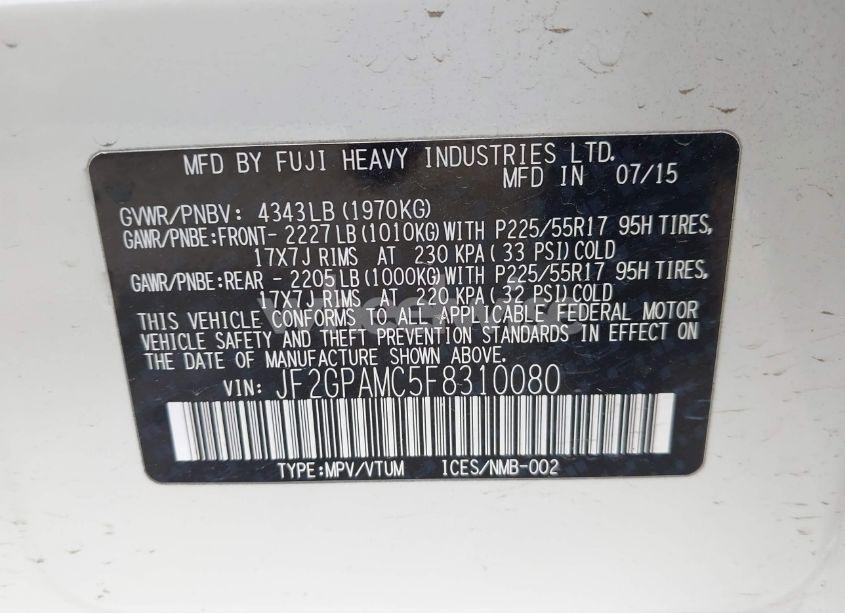 MFD BY FUJI HEAVY INDUSTRIES LTD.
MFD IN 07/15
GVWR/PNBV: 4343LB (1970KG)
GAWR/PNBE:FRONT- 2227LB (1010KG) WITH P225/55R17 95H TIRES,
17X7J RIMS AT 230 KPA ( 33 PSI) COLD
GAWR/PNBE:REAR - 2205LB (1000KG) WITH P225/55R17 95H TIRES,
17X7J RIMS AT 220 KPA ( 32 PSI) COLD
THIS VEHICLE CONFORMS TO ALL APPLICABLE FEDERAL MOTOR
VEHICLE SAFETY AND THEFT PREVENTION STANDARDS IN EFFECT ON
THE DATE OF MANUFACTURE SHOWN ABOVE.
VIN: JF2GPAMC5F8310080
TYPE:MPV/VTUM ICES/NMB-002